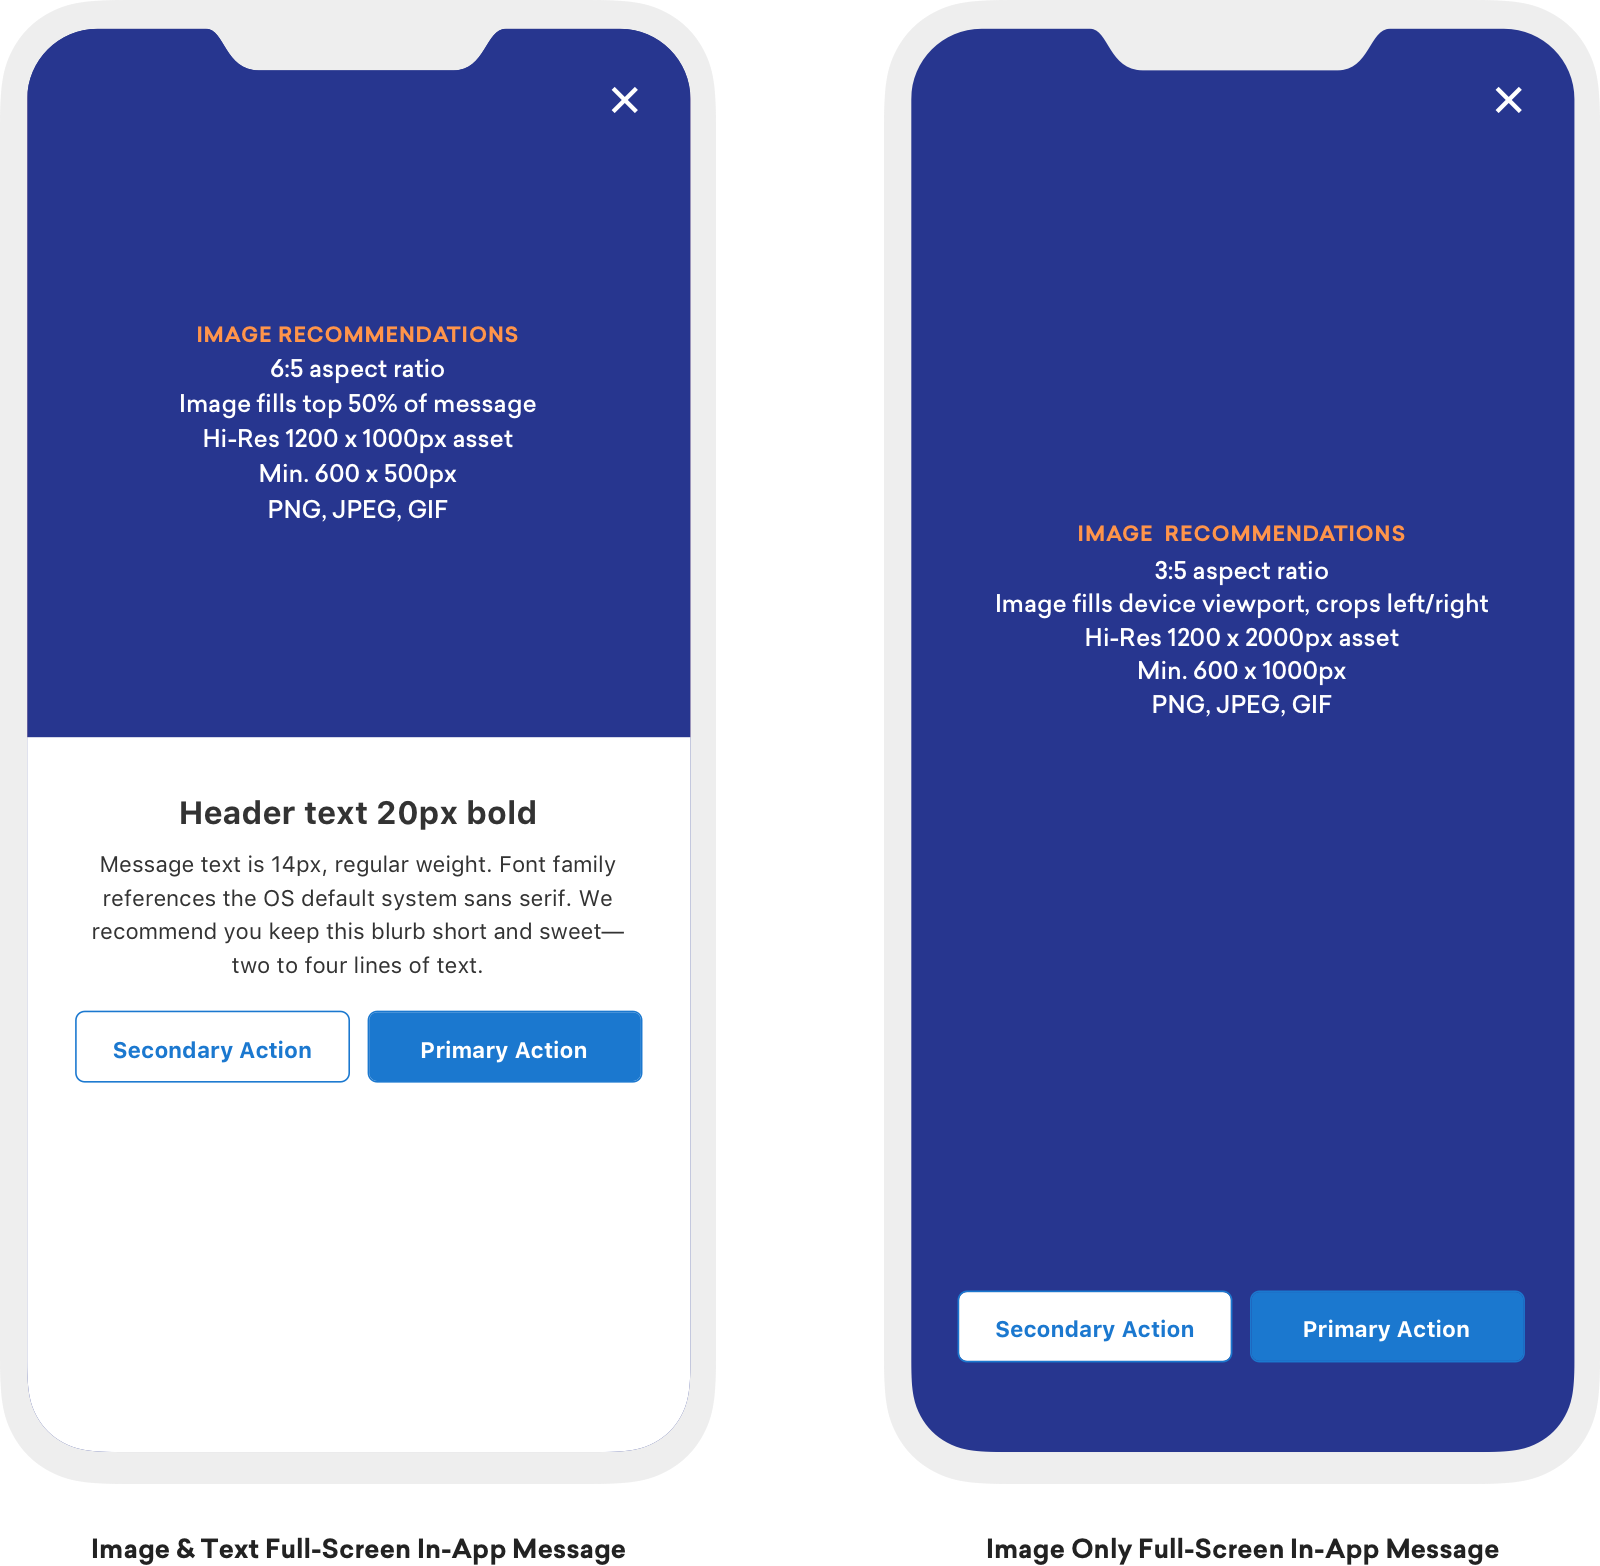 IMAGE RECOMMENDATIONS
6:5 aspect ratio
Image fills top 50% of message
Hi-Res 1200 x 1000px asset
Min. 600 x 500px
PNG, JPEG, GIF
Header text 20px bold
Message text is 14px, regular weight. Font family
references the OS default system sans serif. We
recommend you keep this blurb short and sweet—
two to four lines of text.
Secondary Action
Primary Action
Image & Text Full-Screen In-App Message
IMAGE RECOMMENDATIONS
3:5 aspect ratio
Image fills device viewport, crops left/right
Hi-Res 1200 x 2000px asset
Min. 600 x 1000px
PNG, JPEG, GIF
Secondary Action
Primary Action
Image Only Full-Screen In-App Message